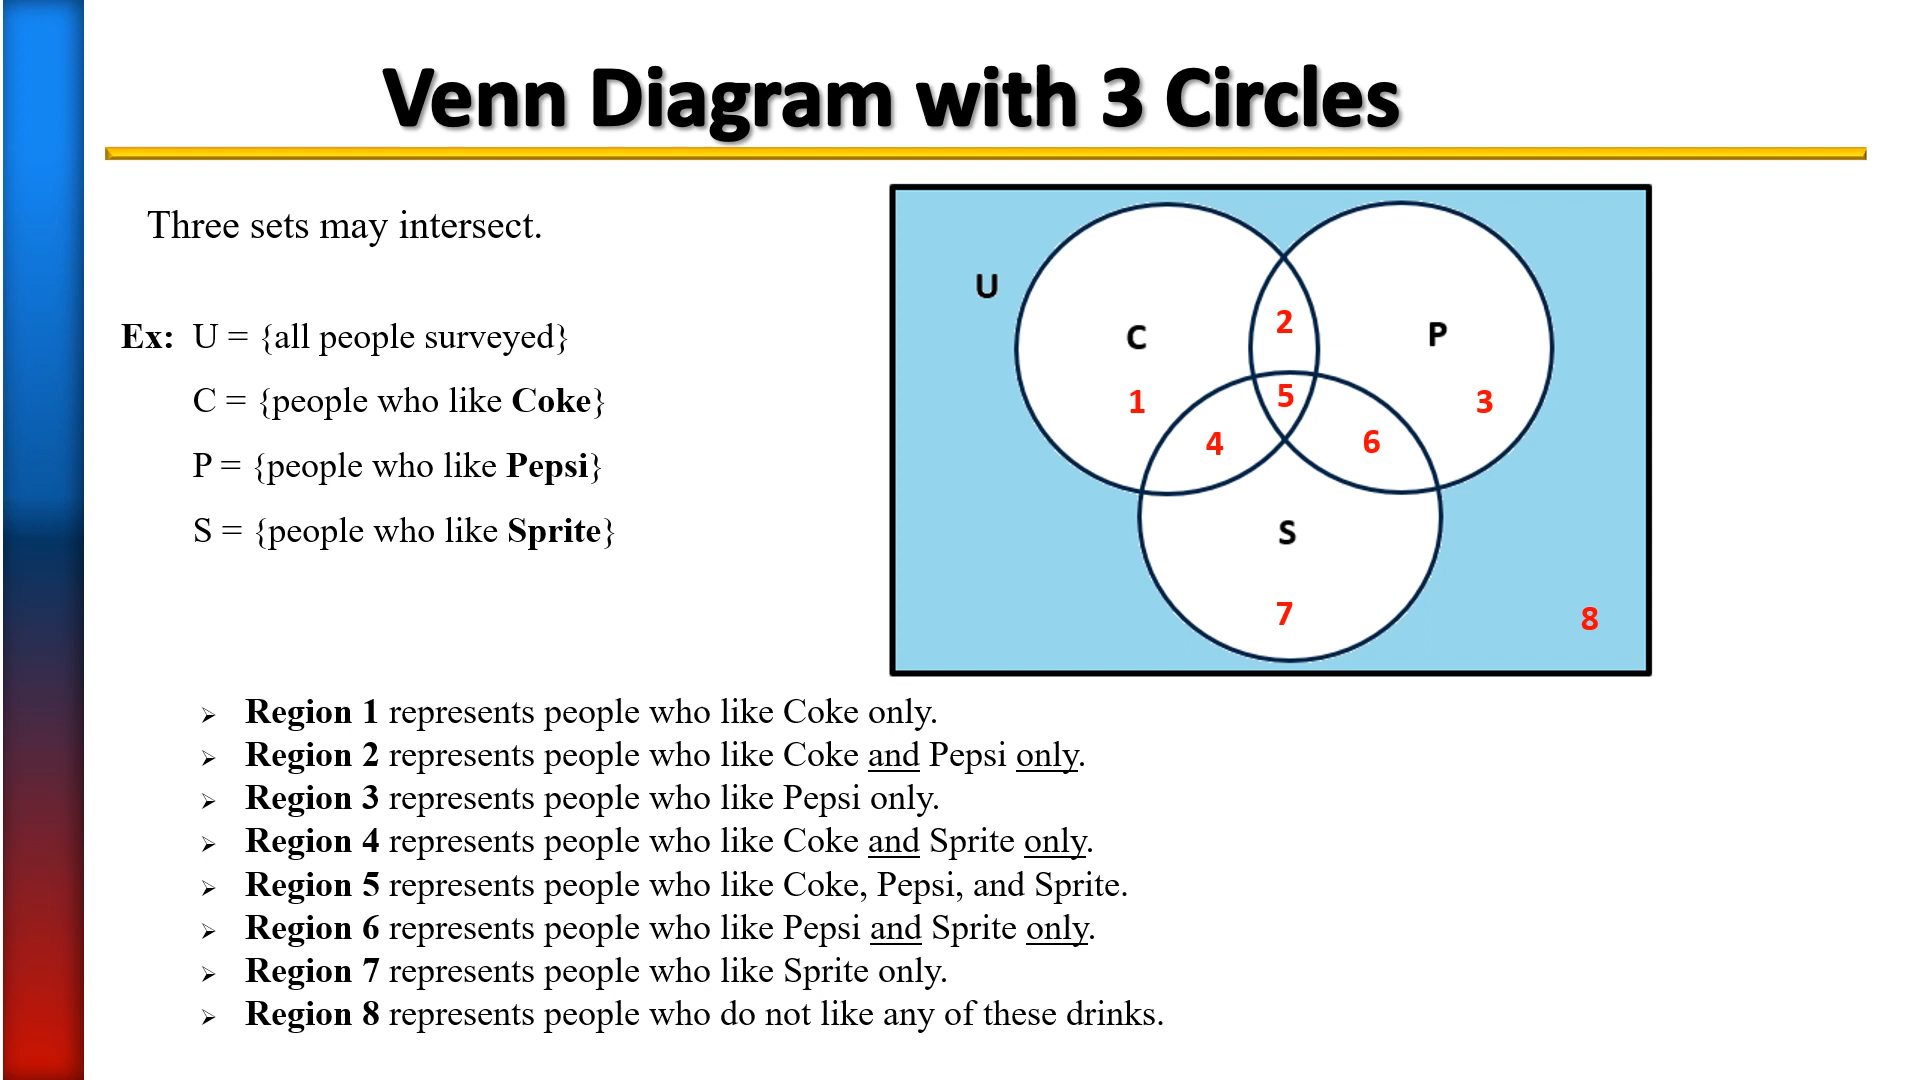 Venn Diagram with 3 Circles
Three sets may intersect.
Ex: U = {all people surveyed}
C = {people who like Coke}
P = {people who like Pepsi}
S = {people who like Sprite}
U
C
P
2
1
5
3
4
6
S
7
8
➢ Region 1 represents people who like Coke only.
➢ Region 2 represents people who like Coke and Pepsi only.
➢ Region 3 represents people who like Pepsi only.
➢ Region 4 represents people who like Coke and Sprite only.
➢ Region 5 represents people who like Coke, Pepsi, and Sprite.
➢ Region 6 represents people who like Pepsi and Sprite only.
➢ Region 7 represents people who like Sprite only.
➢ Region 8 represents people who do not like any of these drinks.